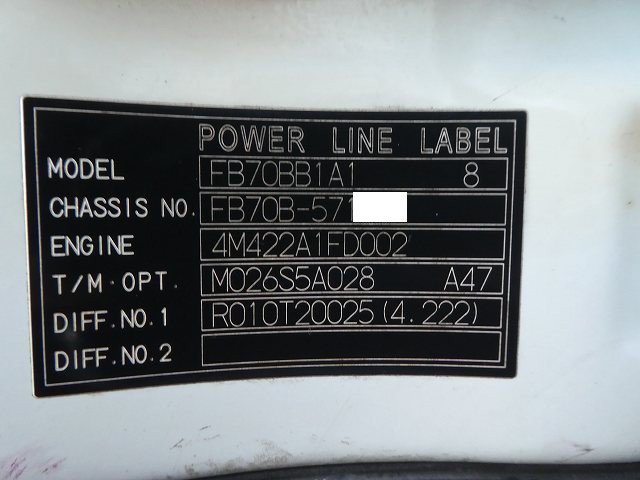 POWER LINE LABEL
MODEL FB70BB1A1 8
CHASSIS NO. FB70B-571
ENGINE 4M422A1FD002
T/M·OPT. M026S5A028 A47
DIFF.NO.1 R010T20025(4.222)
DIFF.NO.2